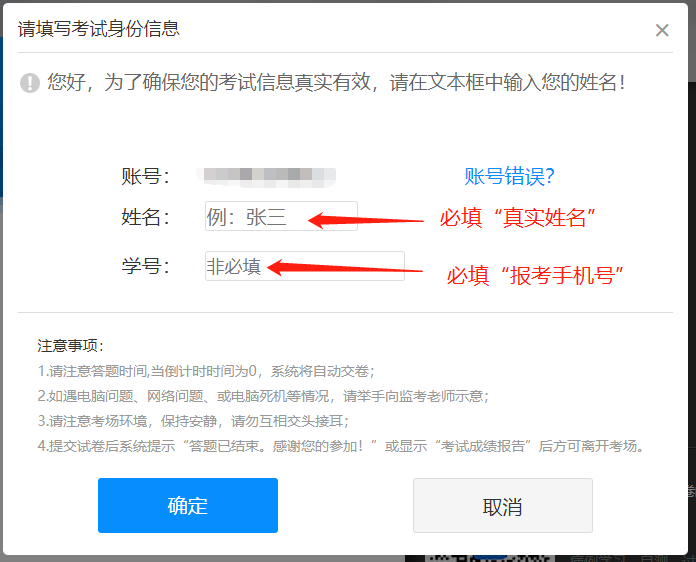 请填写考试身份信息
您好，为了确保您的考试信息真实有效，请在文本框中输入您的姓名！
账号：
账号错误?
姓名：
例：张三
必填“真实姓名”
学号：
非必填
必填“报考手机号”
注意事项：
1.请注意答题时间,当倒计时时间为0，系统将自动交卷；
2.如遇电脑问题、网络问题、或电脑死机等情况，请举手向监考老师示意；
3.请注意考场环境，保持安静，请勿互相交头接耳；
4.提交试卷后系统提示“答题已结束。感谢您的参加！”或显示“考试成绩报告”后方可离开考场。
确定
取消